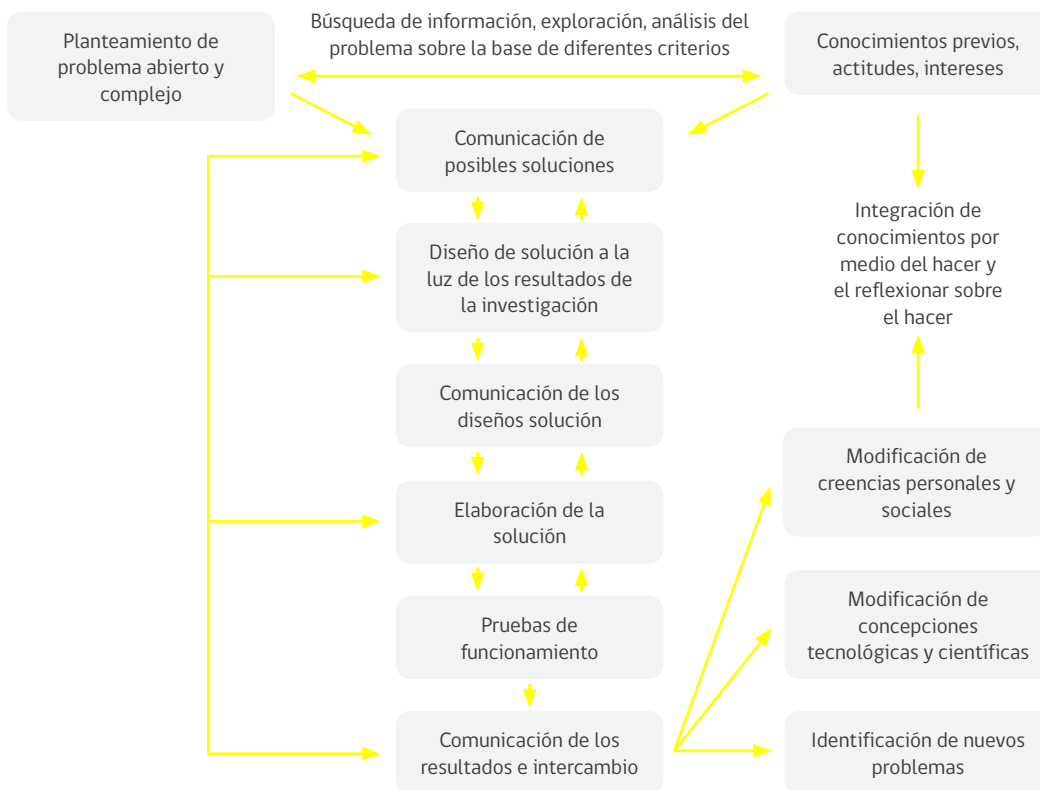 Planteamiento de
problema abierto y
complejo
Búsqueda de información, exploración, análisis del
problema sobre la base de diferentes criterios
Conocimientos previos,
actitudes, intereses
Comunicación de
posibles soluciones
Diseño de solución a la
luz de los resultados de
la investigación
Comunicación de los
diseños solución
Elaboración de la
solución
Pruebas de
funcionamiento
Comunicación de los
resultados e intercambio
Integración de
conocimientos por
medio del hacer y
el reflexionar sobre
el hacer
Modificación de
creencias personales y
sociales
Modificación de
concepciones
tecnológicas y científicas
Identificación de nuevos
problemas